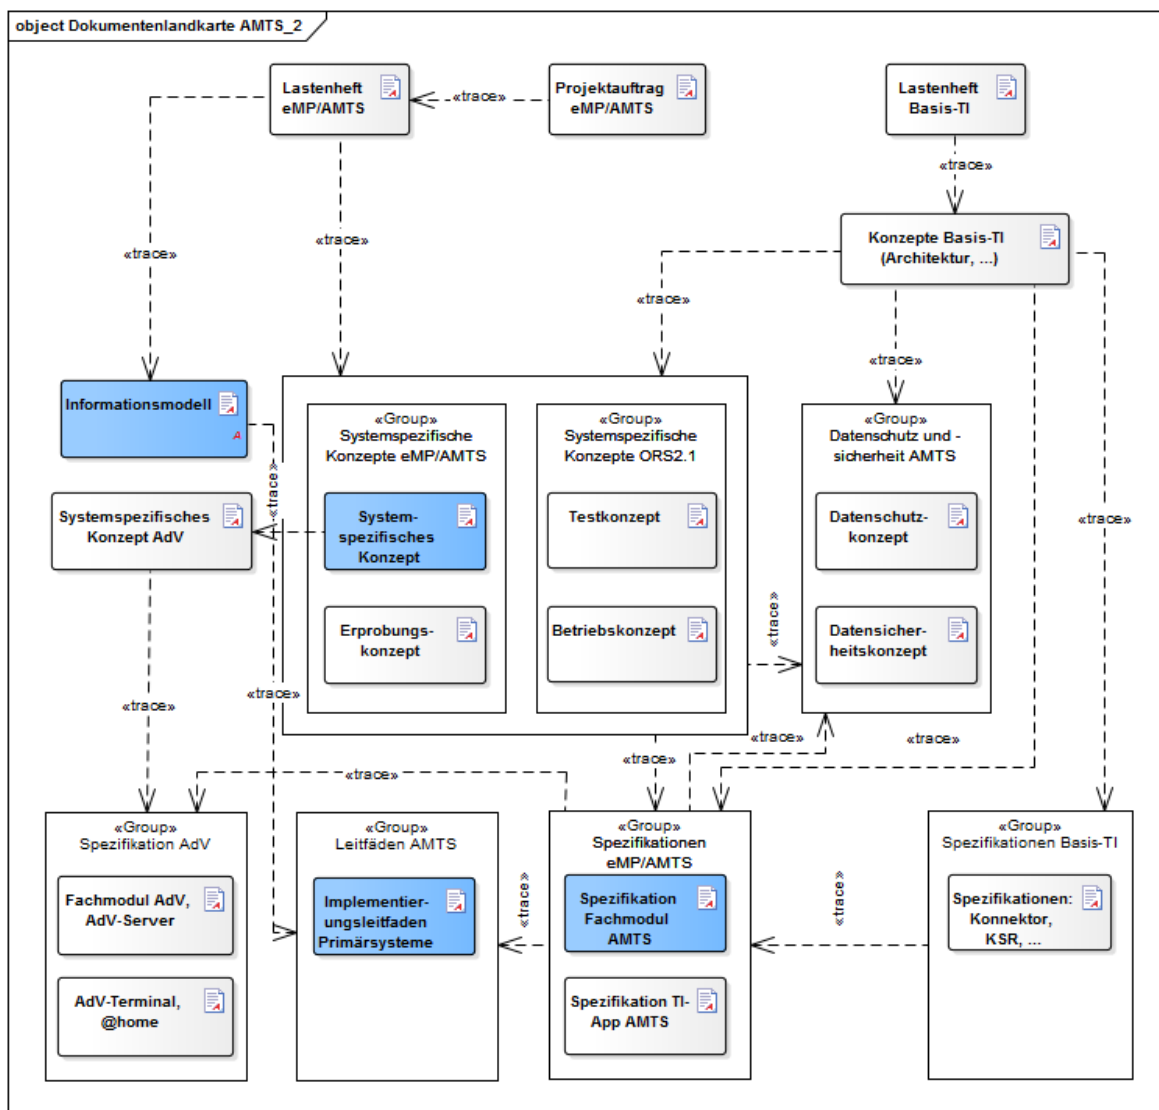 object Dokumentenlandkarte AMTS_2
Lastenheft
eMP/AMTS
«trace»
Projektauftrag
eMP/AMTS
Lastenheft
Basis-TI
«trace»
«trace»
«trace»
Konzepte Basis-TI
(Architektur, ...)
«trace»
«trace»
«trace»
Informationsmodell
A
«trace»
Systemspezifisches
Konzept AdV
«Group»
Systemspezifische
Konzepte eMP/AMTS
System-
spezifisches
Konzept
Erprobungs-
konzept
«trace»
«Group»
Systemspezifische
Konzepte ORS2.1
Testkonzept
Betriebskonzept
«Group»
Datenschutz und -
sicherheit AMTS
Datenschutz-
konzept
Datensicher-
heitskonzept
«trace»
«trace»
«trace»
«trace»
«trace»
«trace»
«trace»
«trace»
«Group»
Spezifikation AdV
Fachmodul AdV,
AdV-Server
AdV-Terminal,
@home
«Group»
Leitfäden AMTS
Implementier-
ungsleitfaden
Primärsysteme
«trace»
«Group»
Spezifikationen
eMP/AMTS
Spezifikation
Fachmodul
AMTS
Spezifikation TI-
App AMTS
«trace»
«Group»
Spezifikationen Basis-TI
Spezifikationen:
Konnektor,
KSR, ...